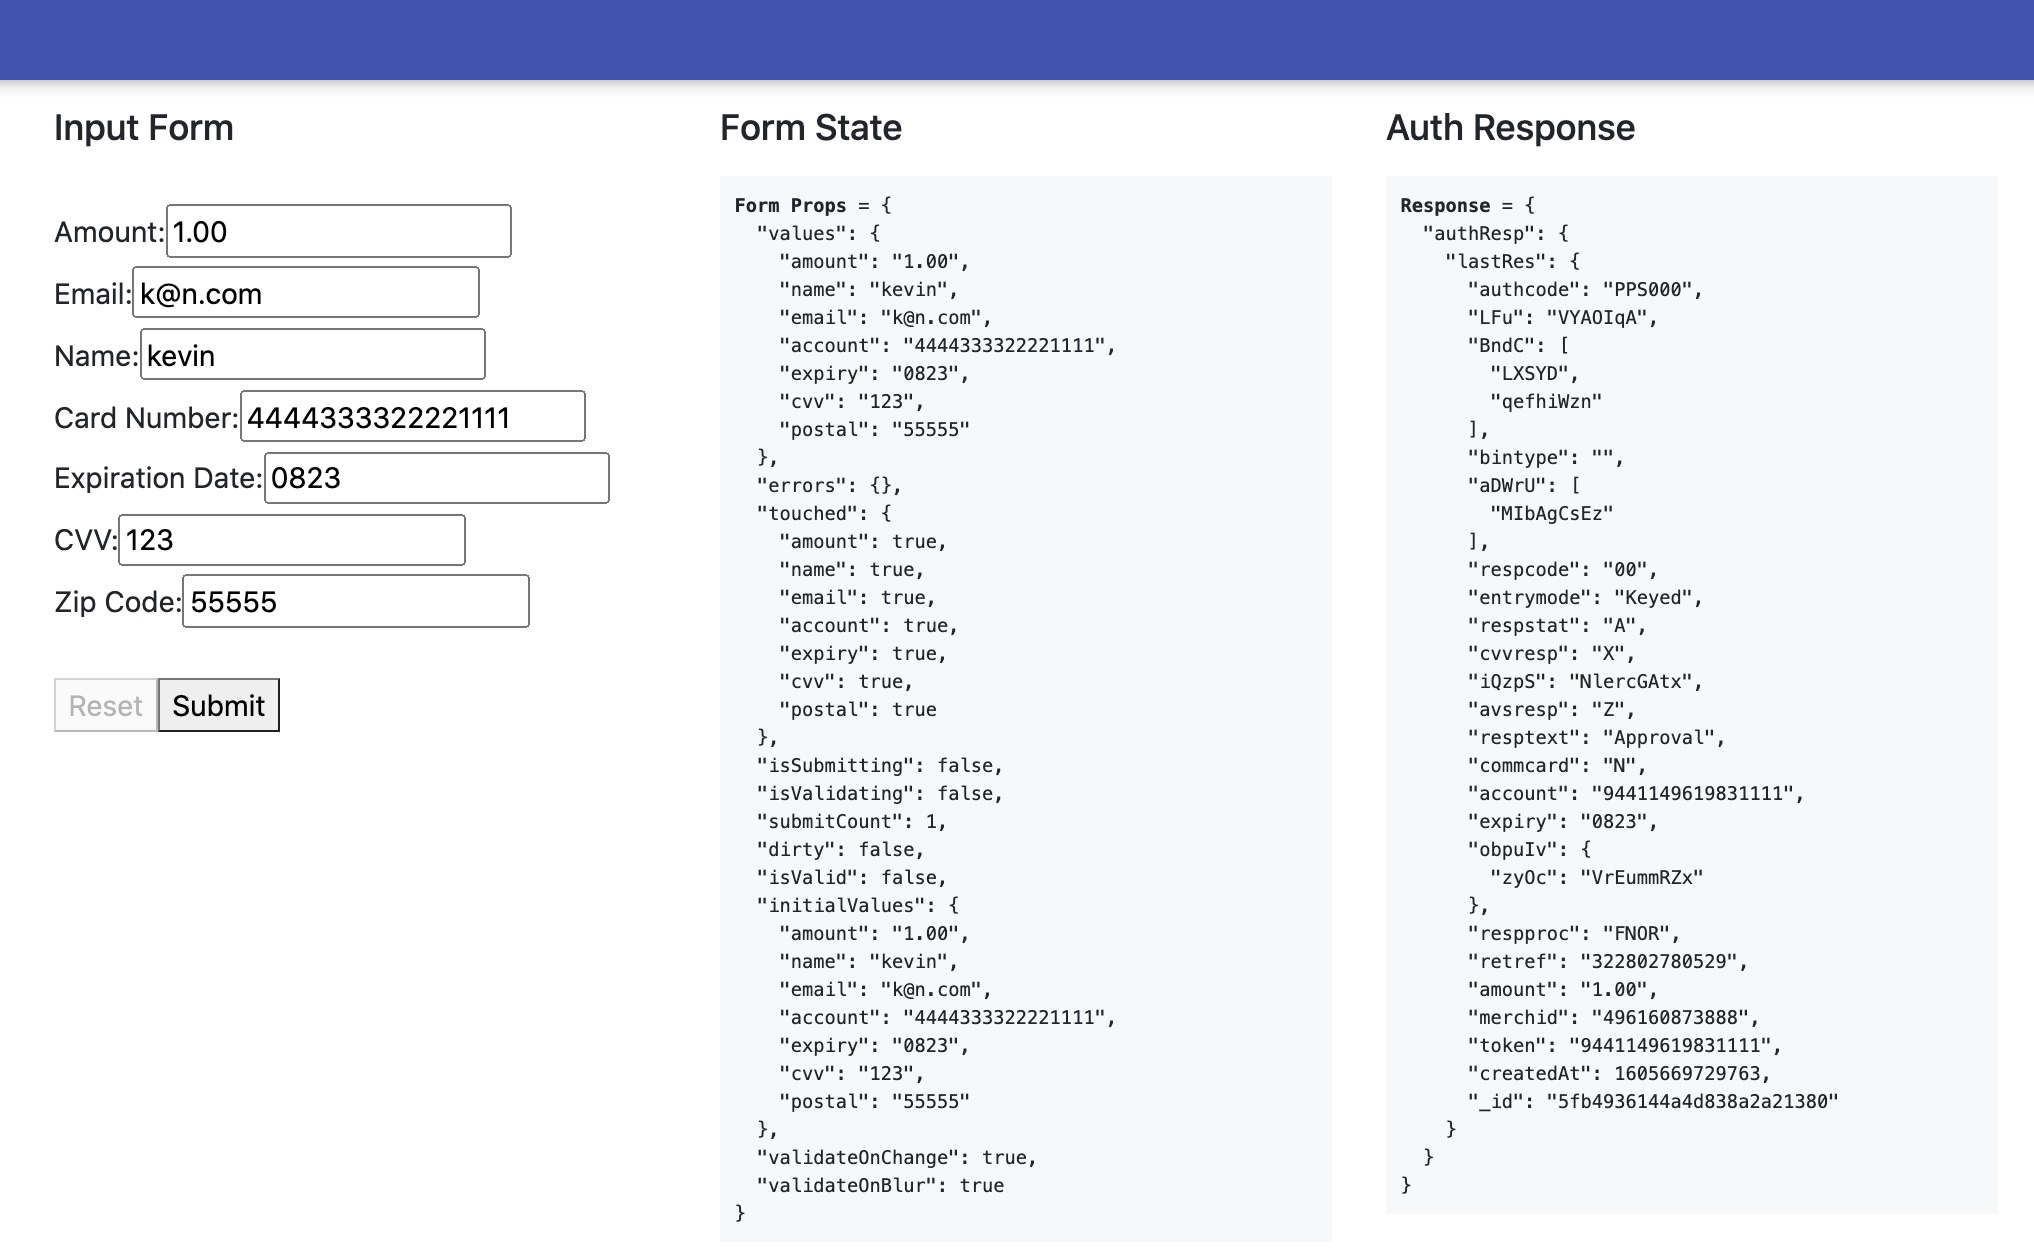 Input Form
Amount: 1.00
Email: k@n.com
Name: kevin
Card Number: 4444333322221111
Expiration Date: 0823
CVV: 123
Zip Code: 55555
Reset Submit
Form State
Form Props = {
  "values": {
    "amount": "1.00",
    "name": "kevin",
    "email": "k@n.com",
    "account": "4444333322221111",
    "expiry": "0823",
    "cvv": "123",
    "postal": "55555"
  },
  "errors": {},
  "touched": {
    "amount": true,
    "name": true,
    "email": true,
    "account": true,
    "expiry": true,
    "cvv": true,
    "postal": true
  },
  "isSubmitting": false,
  "isValidating": false,
  "submitCount": 1,
  "dirty": false,
  "isValid": false,
  "initialValues": {
    "amount": "1.00",
    "name": "kevin",
    "email": "k@n.com",
    "account": "4444333322221111",
    "expiry": "0823",
    "cvv": "123",
    "postal": "55555"
  },
  "validateOnChange": true,
  "validateOnBlur": true
}
Auth Response
Response = {
  "authResp": {
    "lastRes": {
      "authcode": "PPS000",
      "LFu": "VYAOIqA",
      "BndC": [
        "LXSYD",
        "qefhiWzn"
      ],
      "bintype": "",
      "aDWrU": [
        "MIbAgCsEz"
      ],
      "respcode": "00",
      "entrymode": "Keyed",
      "respstat": "A",
      "cvvresp": "X",
      "iQzpS": "NlercGAtx",
      "avsresp": "Z",
      "resptext": "Approval",
      "commcard": "N",
      "account": "9441149619831111",
      "expiry": "0823",
      "obpuIv": {
        "zyOc": "VrEummRZx"
      },
      "respproc": "FNOR",
      "retref": "322802780529",
      "amount": "1.00",
      "merchid": "496160873888",
      "token": "9441149619831111",
      "createdAt": 1605669729763,
      "_id": "5fb4936144a4d838a2a21380"
    }
  }
}